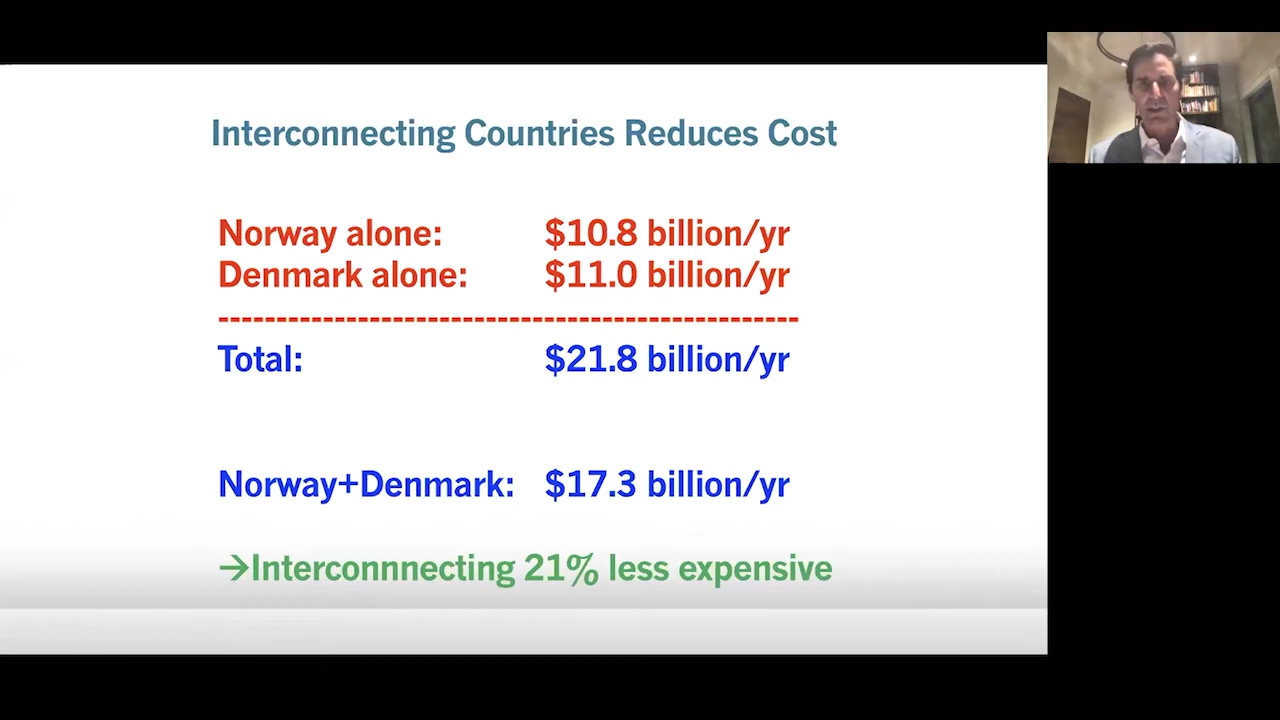 Interconnecting Countries Reduces Cost
Norway alone: $10.8 billion/yr
Denmark alone: $11.0 billion/yr
--------------------------------------------------
Total: $21.8 billion/yr
Norway+Denmark: $17.3 billion/yr
→Interconnnecting 21% less expensive